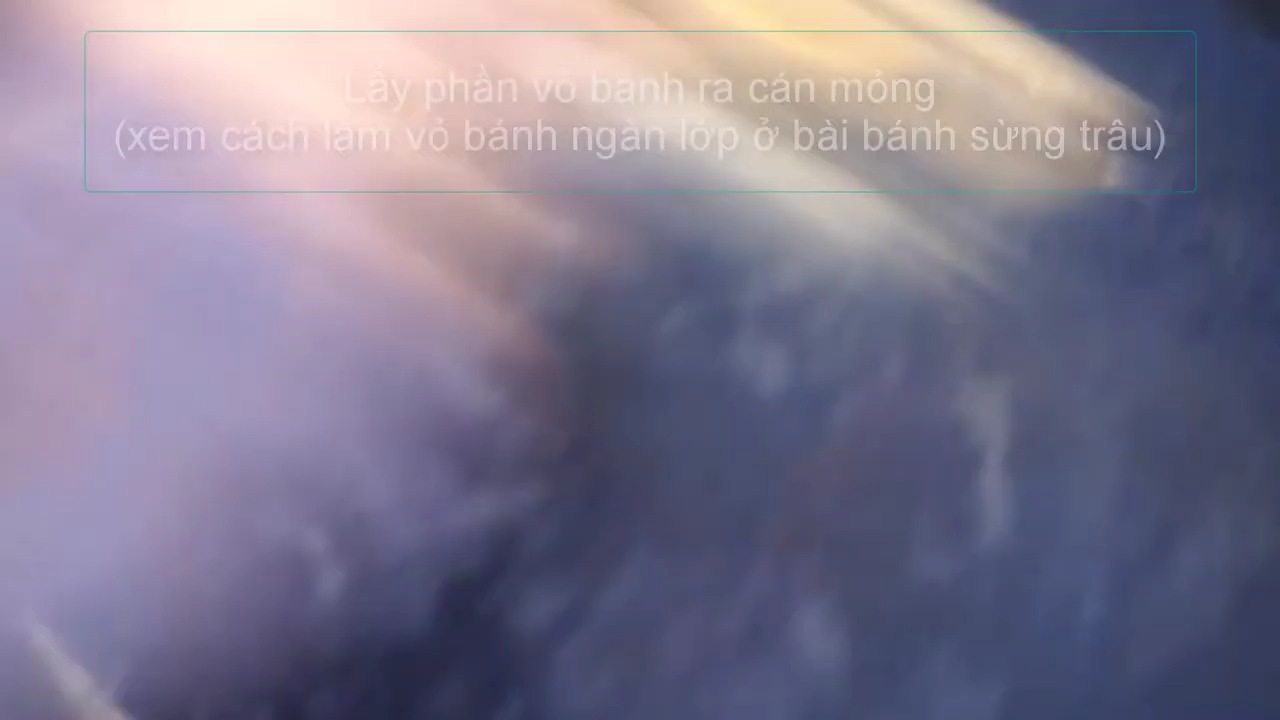 Lấy phần vỏ bánh ra cán mỏng
(xem cách làm vỏ bánh ngàn lớp ở bài bánh sừng trâu)